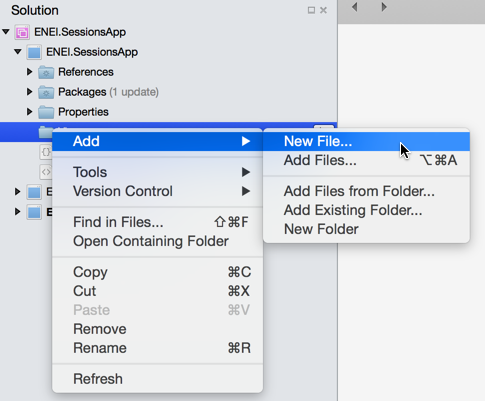 Solution
ENEI.SessionsApp
ENEI.SessionsApp
References
Packages (1 update)
Properties
Add
New File...
Add Files... ⌥⌘A
Tools
Version Control
Add Files from Folder...
Add Existing Folder...
New Folder
Find in Files... ⇧⌘F
Open Containing Folder
Copy ⌘C
Cut ⌘X
Paste ⌘V
Remove
Rename ⌘R
Refresh